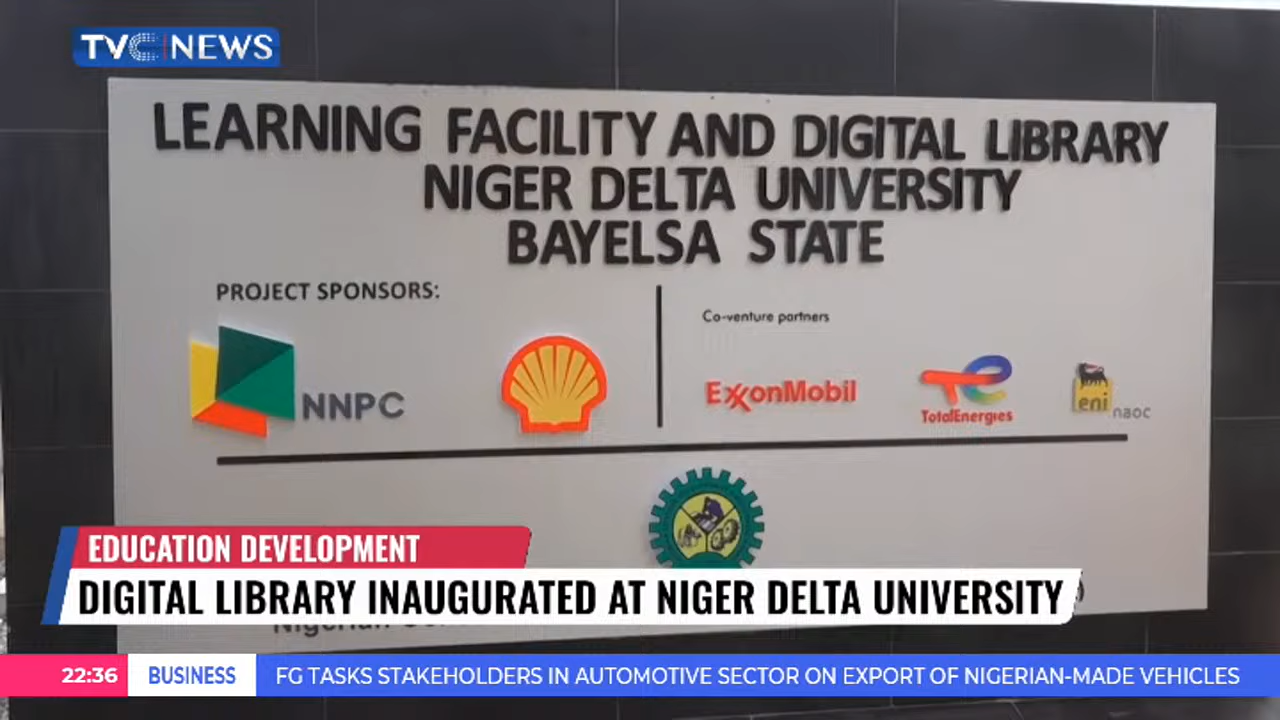 TVC NEWS
LEARNING FACILITY AND DIGITAL LIBRARY
NIGER DELTA UNIVERSITY
BAYELSA STATE
PROJECT SPONSORS:
NNPC
Co-venture partners
ExxonMobil
TotalEnergies
eni
naoc
EDUCATION DEVELOPMENT
DIGITAL LIBRARY INAUGURATED AT NIGER DELTA UNIVERSITY
22:36 BUSINESS FG TASKS STAKEHOLDERS IN AUTOMOTIVE SECTOR ON EXPORT OF NIGERIAN-MADE VEHICLES